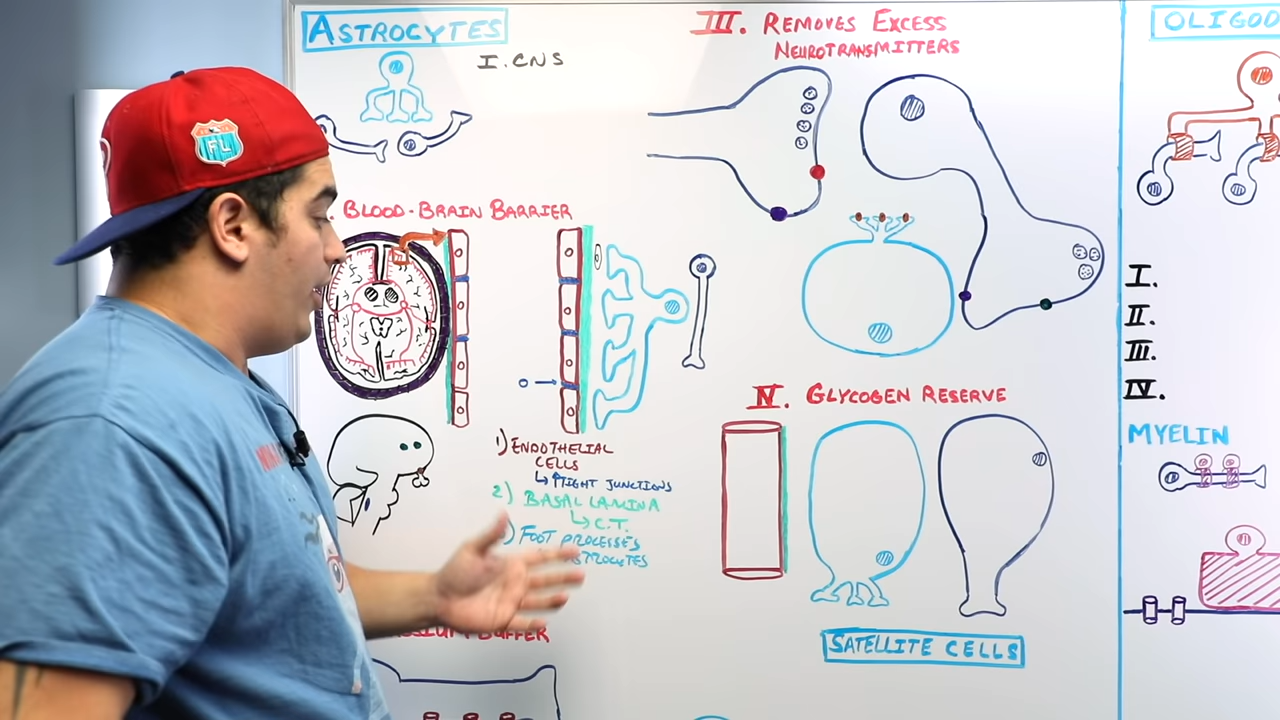 ASTROCYTES
I. CNS
BLOOD-BRAIN BARRIER
1) ENDOTHELIAL
CELLS
↳ ↑TIGHT JUNCTIONS
2) BASAL LAMINA
↳ C.T.
FOOT PROCESSES
BUFFER
III. REMOVES EXCESS
NEUROTRANSMITTERS
IV. GLYCOGEN RESERVE
SATELLITE CELLS
OLIGOD
I.
II.
III.
IV.
MYELIN
FL